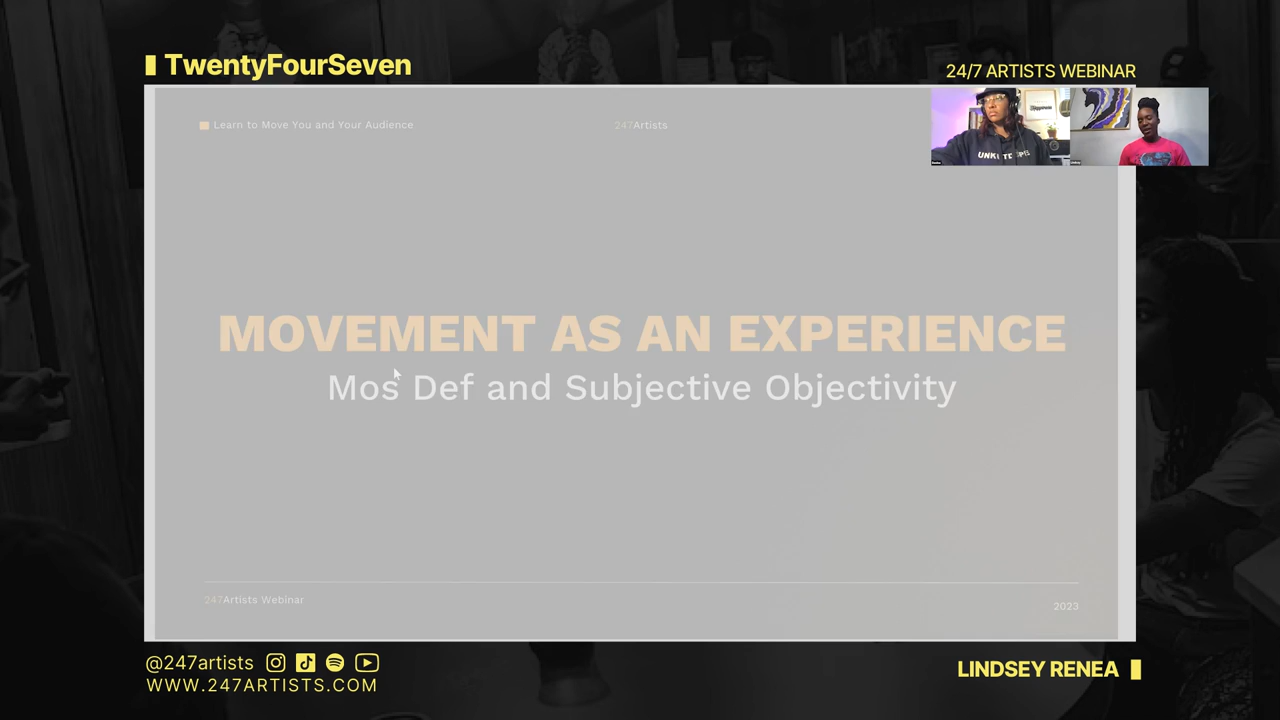 TwentyFourSeven
24/7 ARTISTS WEBINAR
Learn to Move You and Your Audience
247Artists
MOVEMENT AS AN EXPERIENCE
Mos Def and Subjective Objectivity
247Artists Webinar
2023
@247artists
WWW.247ARTISTS.COM
LINDSEY RENEA